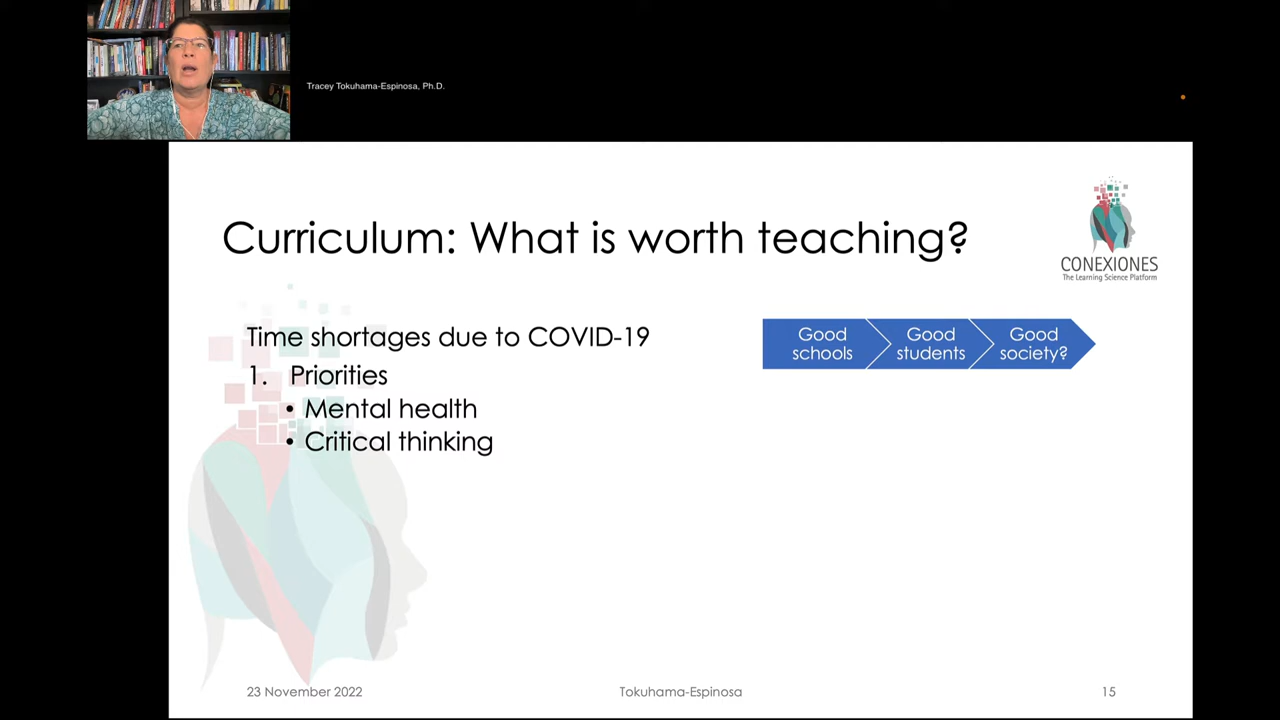 Tracey Tokuhama-Espinosa, Ph.D.
Curriculum: What is worth teaching?
CONEXIONES
The Learning Science Platform
Time shortages due to COVID-19
1. Priorities
• Mental health
• Critical thinking
Good
schools
Good
students
Good
society?
23 November 2022
Tokuhama-Espinosa
15